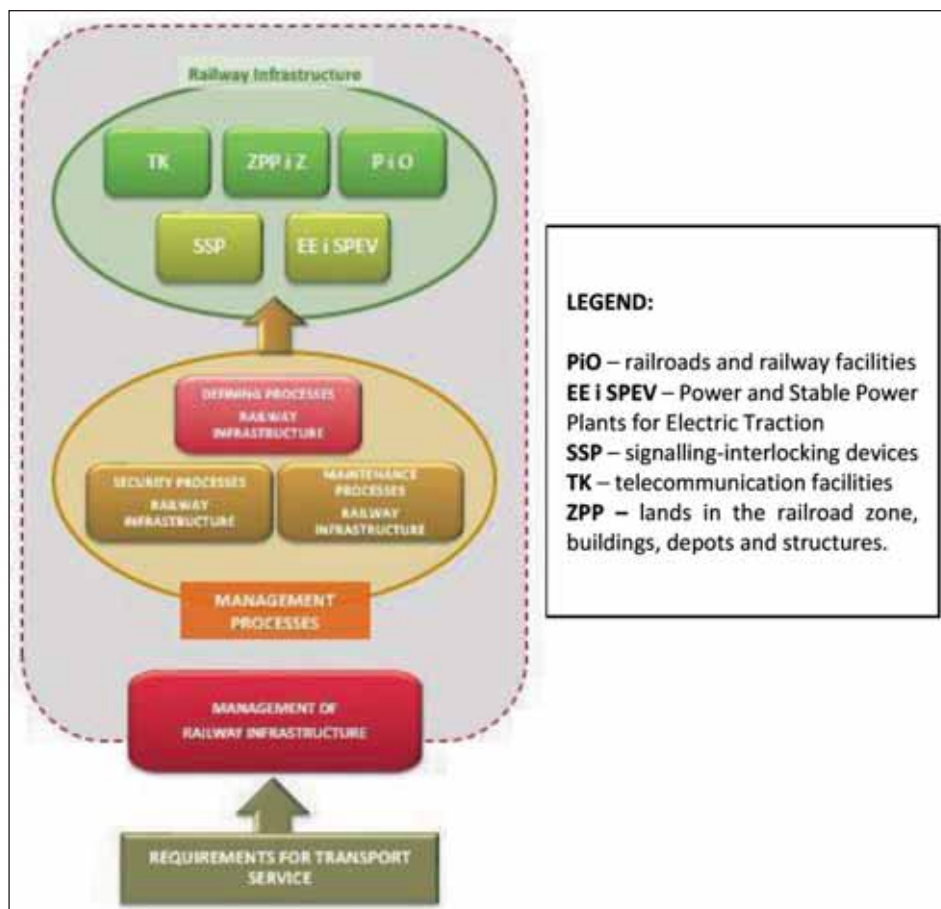 Railway Infrastructure
TK
ZPP i Z
P i O
SSP
EE i SPEV
DEFINING PROCESSES
RAILWAY
INFRASTRUCTURE
SECURITY PROCESSES
RAILWAY
INFRASTRUCTURE
MAINTENANCE
PROCESSES
RAILWAY
INFRASTRUCTURE
MANAGEMENT
PROCESSES
MANAGEMENT OF
RAILWAY INFRASTRUCTURE
REQUIREMENTS FOR TRANSPORT
SERVICE
LEGEND:
PiO – railroads and railway facilities
EE i SPEV – Power and Stable Power
Plants for Electric Traction
SSP – signalling-interlocking devices
TK – telecommunication facilities
ZPP – lands in the railroad zone,
buildings, depots and structures.